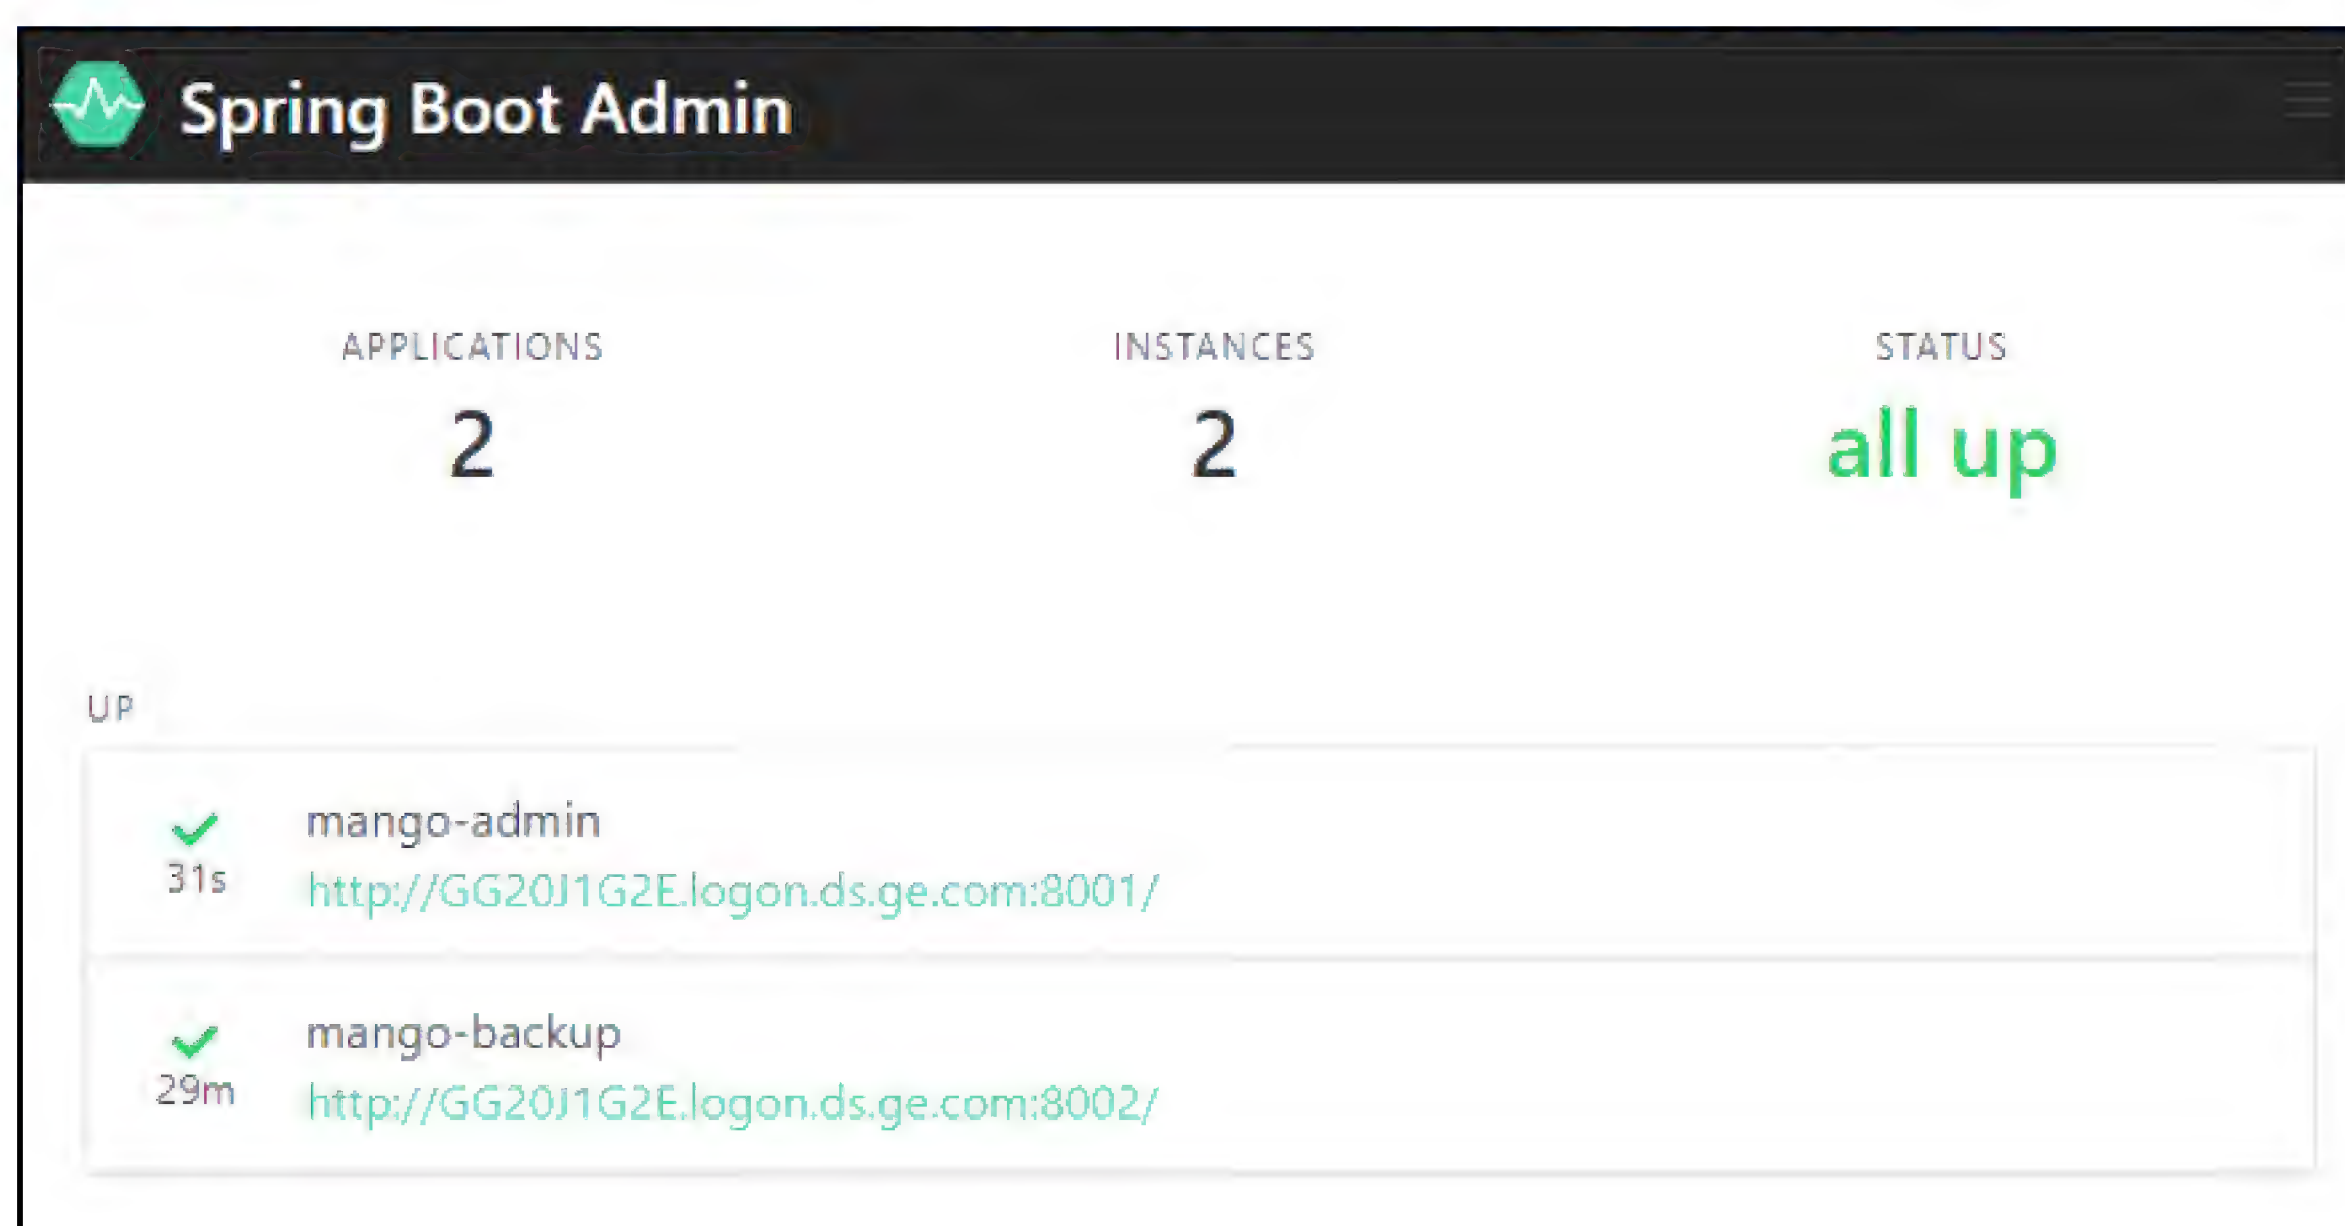 Spring Boot Admin
APPLICATIONS
2
INSTANCES
2
STATUS
all up
UP
mango-admin
31s
http://GG20J1G2E.logon.ds.ge.com:8001/
mango-backup
29m
http://GG20J1G2E.logon.ds.ge.com:8002/